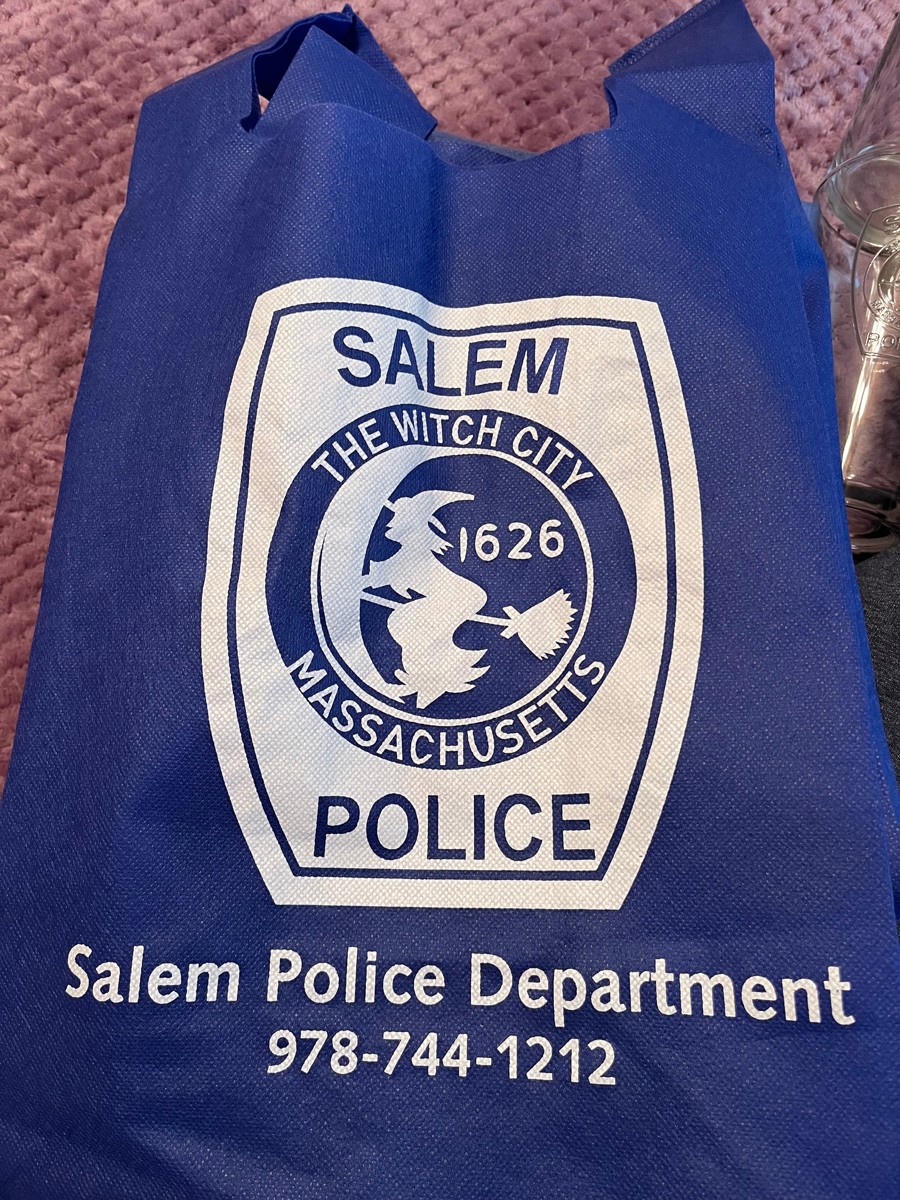 SALEM
THE WITCH CITY
1626
MASSACHUSETTS
POLICE
Salem Police Department
978-744-1212